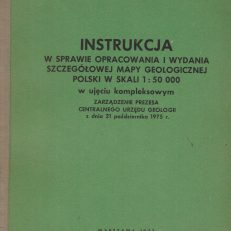 INSTRUKCJA
W SPRAWIE OPRACOWANIA I WYDANIA
SZCZEGÓŁOWEJ MAPY GEOLOGICZNEJ
POLSKI W SKALI 1 : 50 000
w ujęciu kompleksowym
ZARZĄDZENIE PREZESA
CENTRALNEGO URZĘDU GEOLOGII
z dnia 21 października 1975 r.